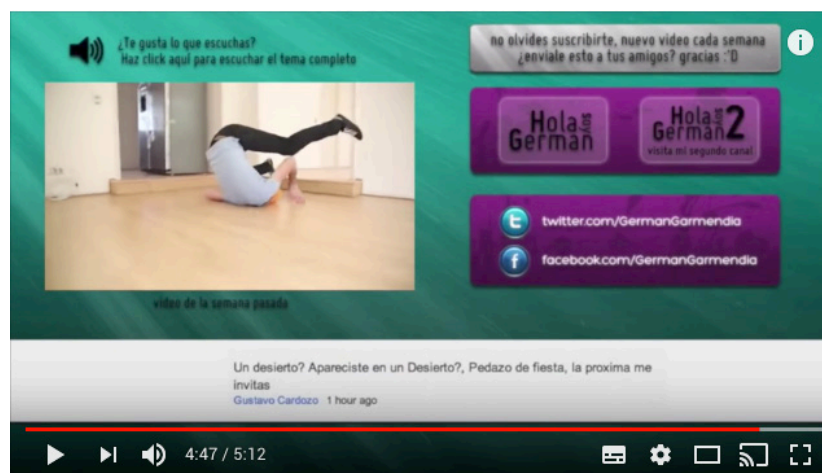 ¿Te gusta lo que escuchas?
Haz click aquí para escuchar el tema completo
no olvides suscribirte, nuevo video cada semana
¿envíale esto a tus amigos? gracias :'D
Hola soy
German
Hola soy
German 2
visita mi segundo canal
twitter.com/GermanGarmendia
facebook.com/GermanGarmendia
video de la semana pasada
Un desierto? Apareciste en un Desierto?, Pedazo de fiesta, la proxima me
invitas
Gustavo Cardozo 1 hour ago
4:47 / 5:12